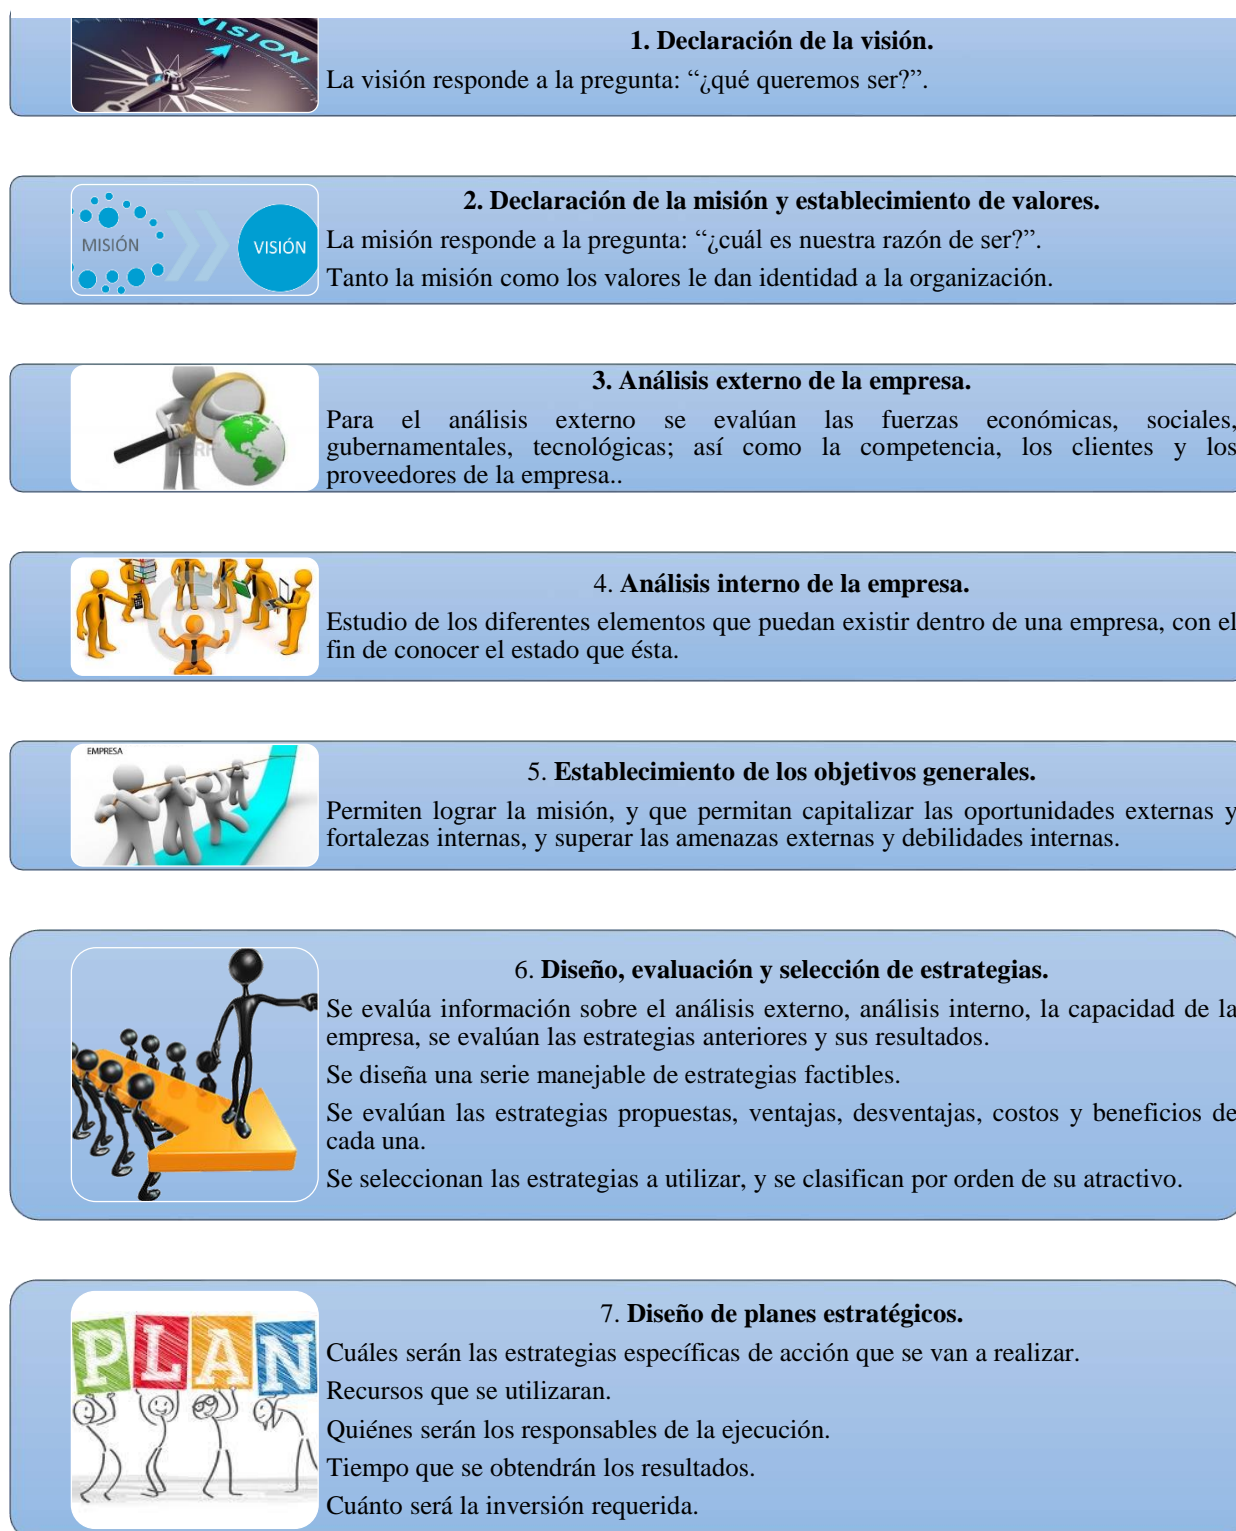 VISION
1. Declaración de la visión.
La visión responde a la pregunta: “¿qué queremos ser?”.
MISIÓN
VISIÓN
2. Declaración de la misión y establecimiento de valores.
La misión responde a la pregunta: “¿cuál es nuestra razón de ser?”.
Tanto la misión como los valores le dan identidad a la organización.
3. Análisis externo de la empresa.
Para el análisis externo se evalúan las fuerzas económicas, sociales,
gubernamentales, tecnológicas; así como la competencia, los clientes y los
proveedores de la empresa..
4. Análisis interno de la empresa.
Estudio de los diferentes elementos que puedan existir dentro de una empresa, con el
fin de conocer el estado que ésta.
EMPRESA
5. Establecimiento de los objetivos generales.
Permiten lograr la misión, y que permitan capitalizar las oportunidades externas y
fortalezas internas, y superar las amenazas externas y debilidades internas.
6. Diseño, evaluación y selección de estrategias.
Se evalúa información sobre el análisis externo, análisis interno, la capacidad de la
empresa, se evalúan las estrategias anteriores y sus resultados.
Se diseña una serie manejable de estrategias factibles.
Se evalúan las estrategias propuestas, ventajas, desventajas, costos y beneficios de
cada una.
Se seleccionan las estrategias a utilizar, y se clasifican por orden de su atractivo.
PLAN
7. Diseño de planes estratégicos.
Cuáles serán las estrategias específicas de acción que se van a realizar.
Recursos que se utilizaran.
Quiénes serán los responsables de la ejecución.
Tiempo que se obtendrán los resultados.
Cuánto será la inversión requerida.